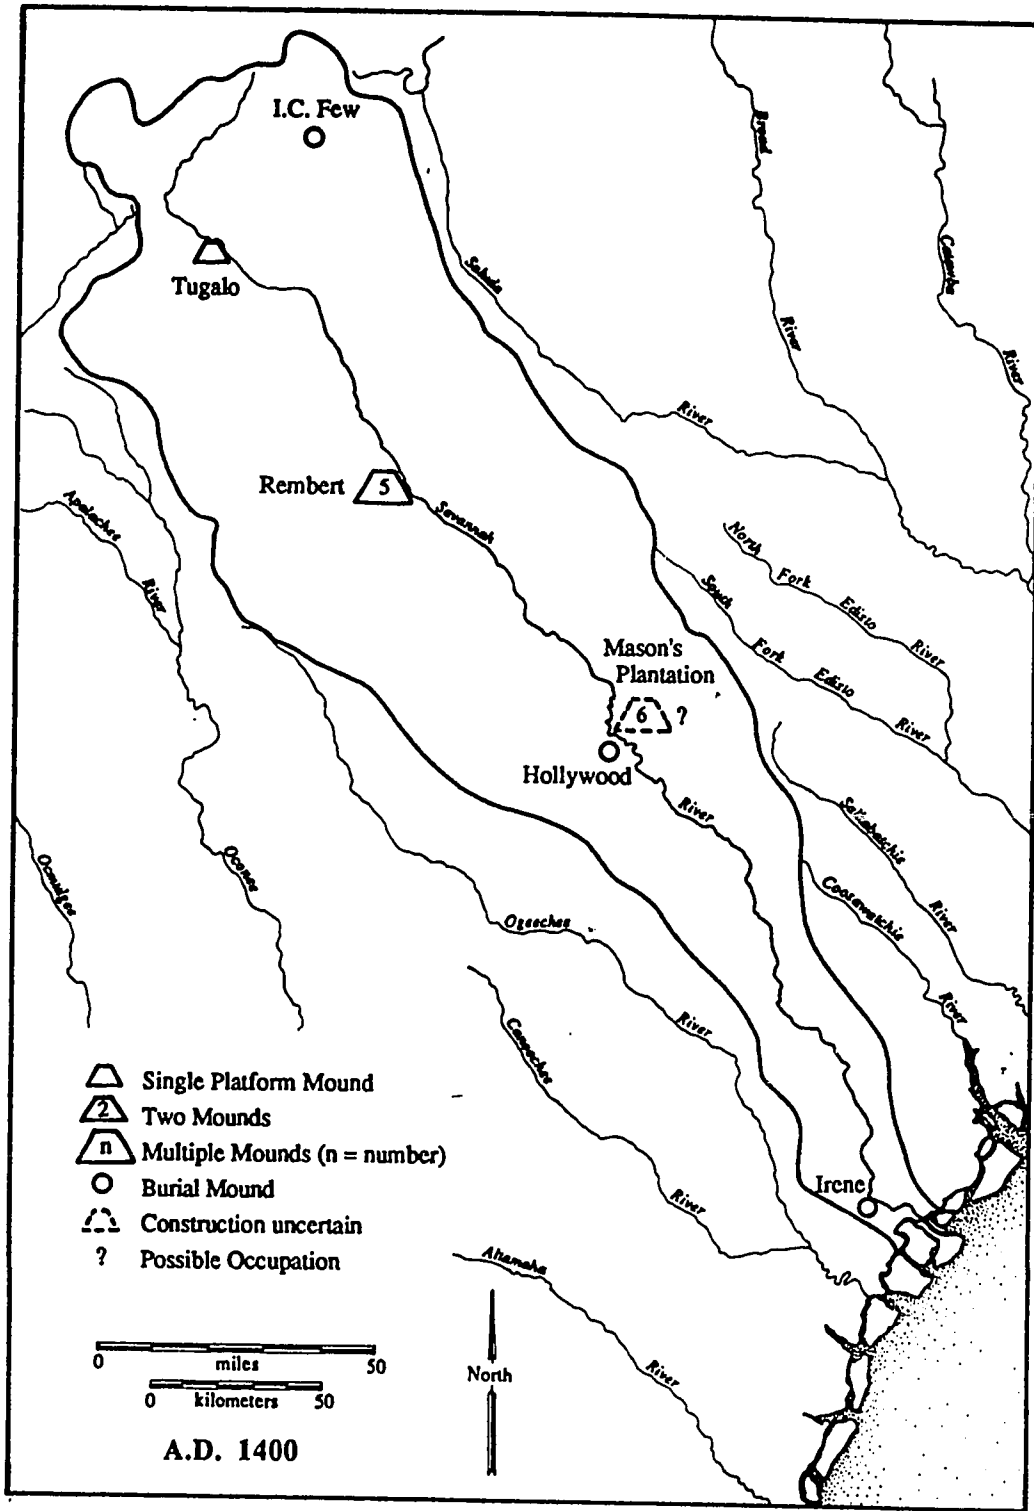 I.C. Few
Tugalo
Rembert
5
Mason's
Plantation
6
?
Hollywood
Irene
Broad
River
Catawba
River
Saluda
River
North
Fork
Edisto
River
South
Fork
Edisto
River
Apalachee
River
Savannah
River
River
Coosawatchie
River
Ocmulgee
Oconee
Ogeechee
River
Canoochee
River
Altamaha
River
Single Platform Mound
2
Two Mounds
n
Multiple Mounds (n = number)
Burial Mound
Construction uncertain
?
Possible Occupation
0
miles
50
0
kilometers
50
North
A.D. 1400